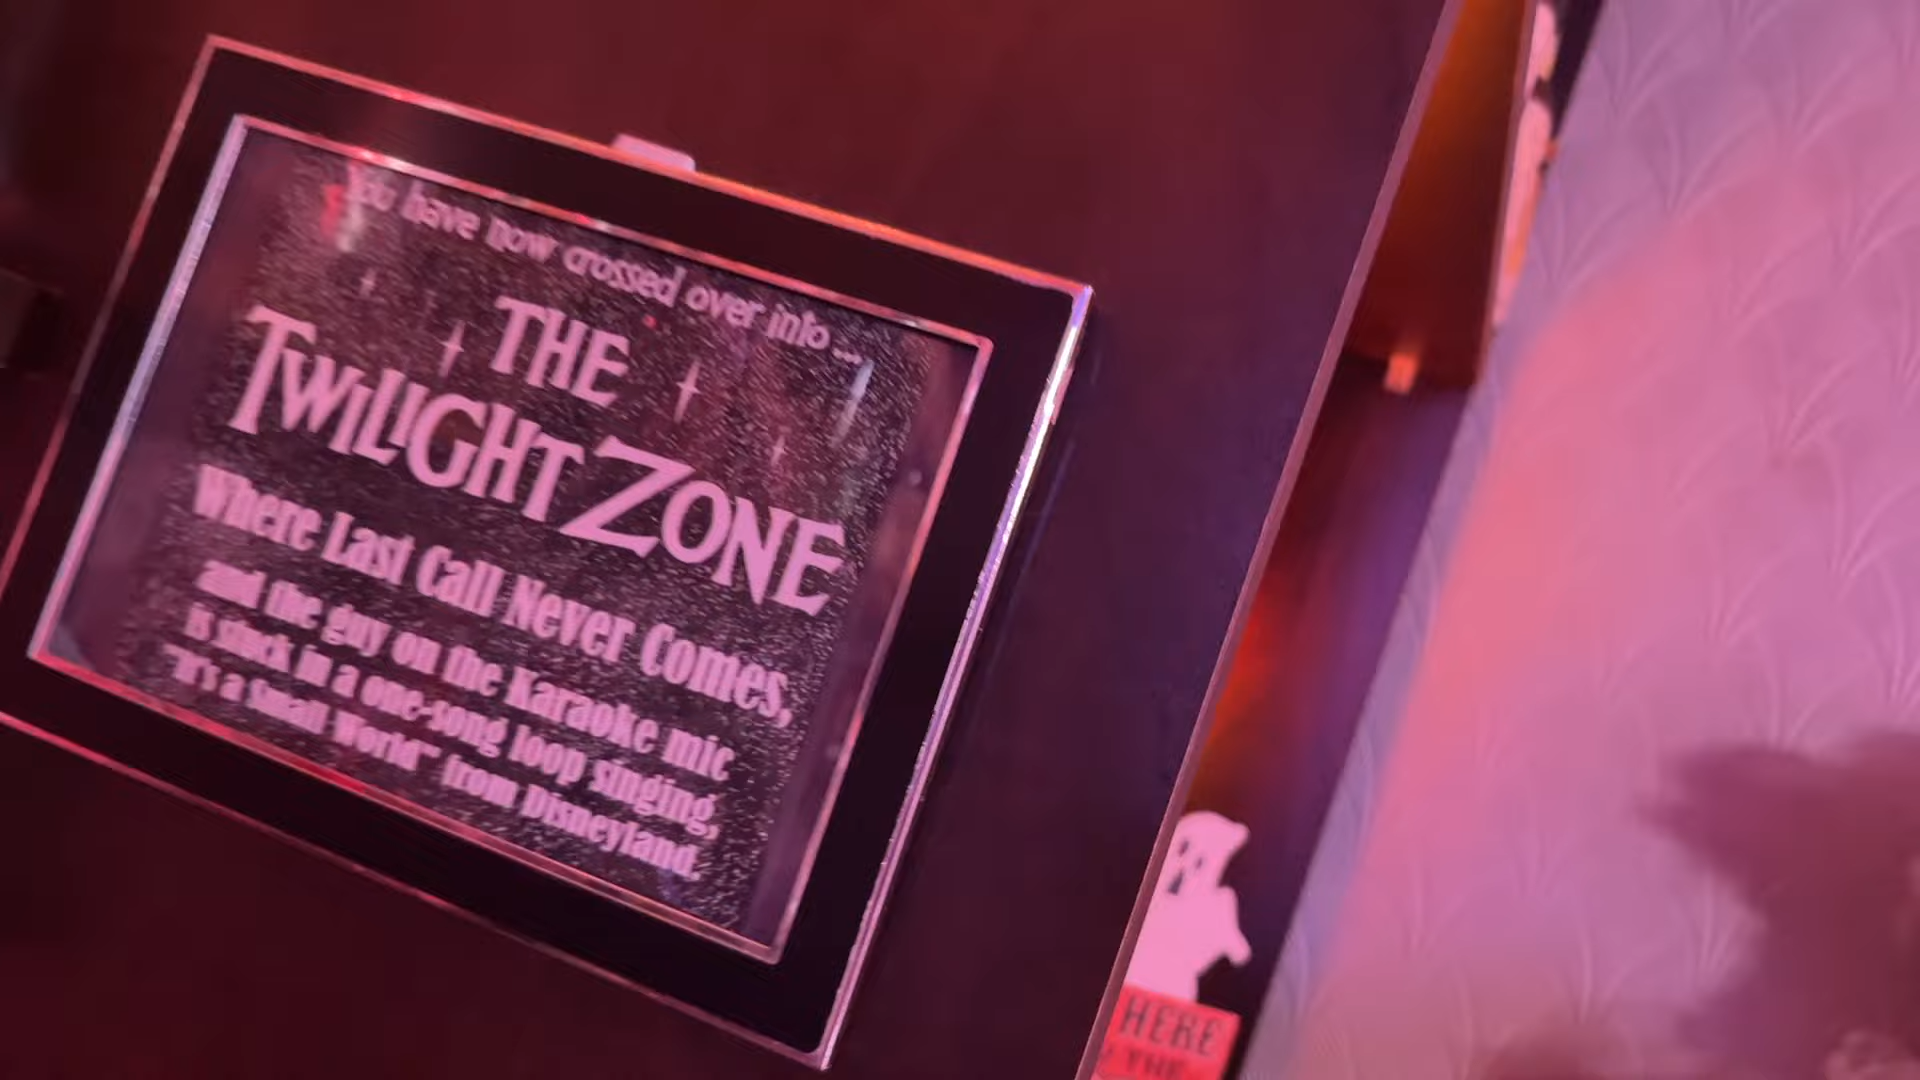 You have now crossed over into ...
THE
TWILIGHT ZONE
Where Last Call Never Comes,
and the guy on the Karaoke mic
is stuck in a one-song loop singing,
"It's a Small World" from Disneyland.
HERE
THE